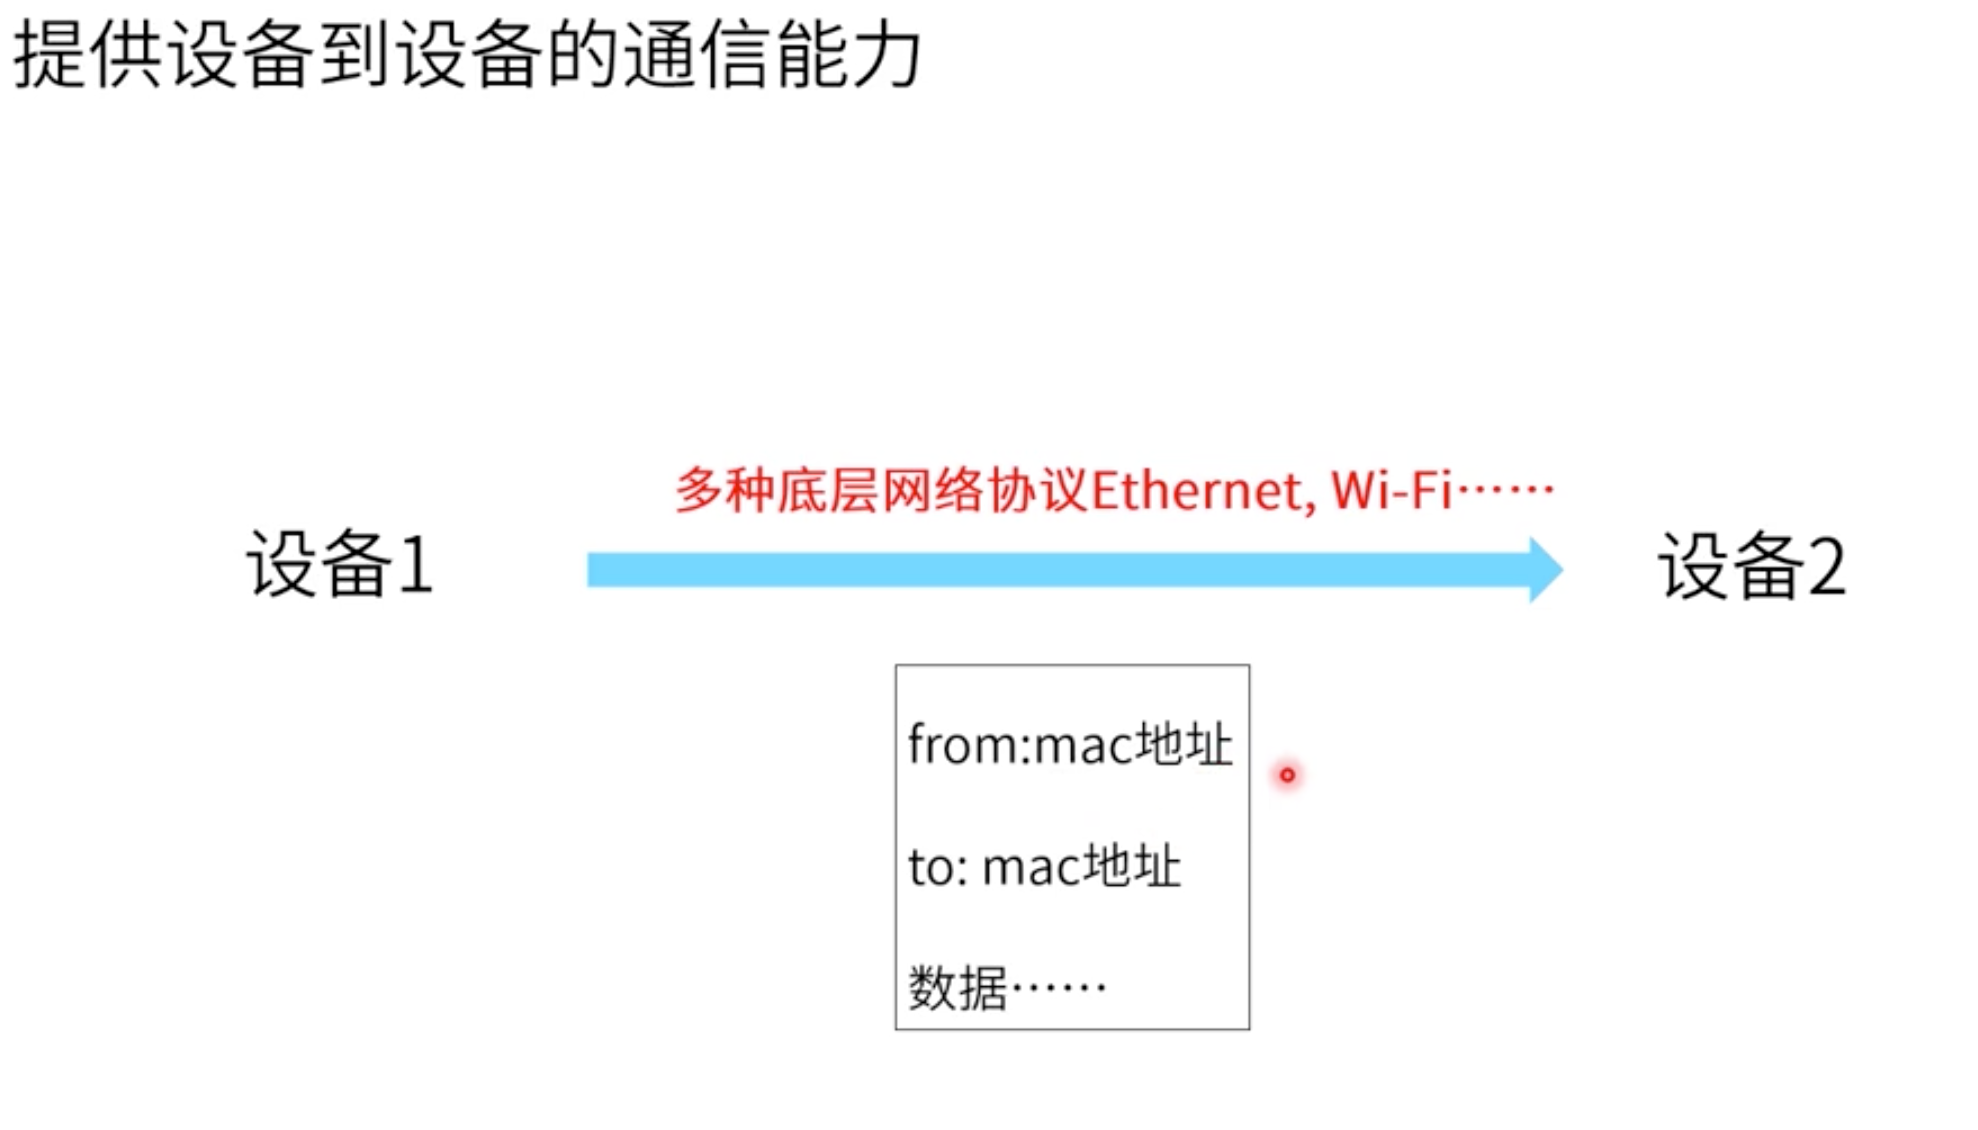 提供设备到设备的通信能力
多种底层网络协议Ethernet, Wi-Fi……
设备1
设备2
from:mac地址
to: mac地址
数据……